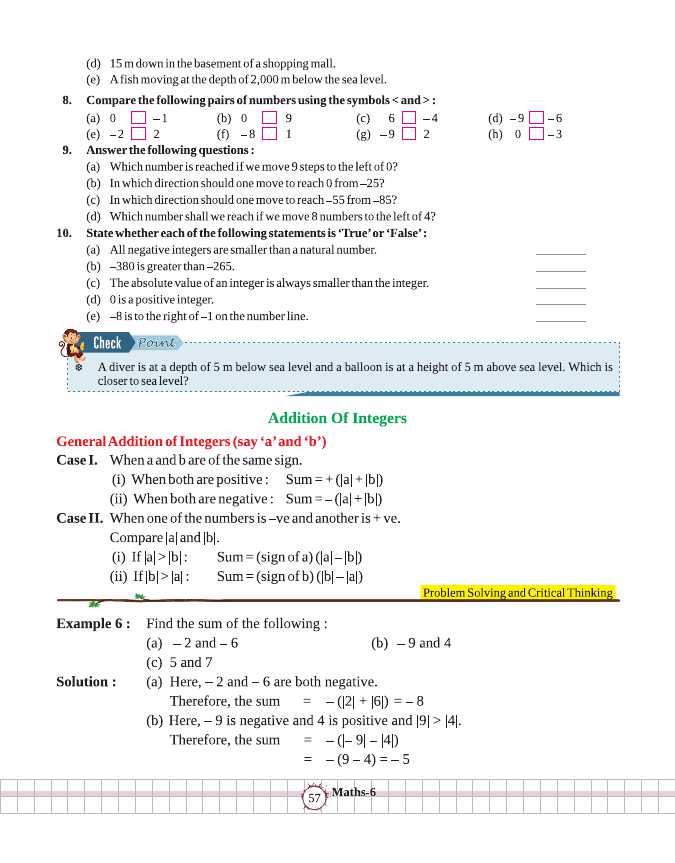 (d) 15 m down in the basement of a shopping mall.
(e) A fish moving at the depth of 2,000 m below the sea level.
8. Compare the following pairs of numbers using the symbols < and > :
(a) 0 – 1 (b) 0 9 (c) 6 – 4 (d) – 9 – 6
(e) – 2 2 (f) – 8 1 (g) – 9 2 (h) 0 – 3
9. Answer the following questions :
(a) Which number is reached if we move 9 steps to the left of 0?
(b) In which direction should one move to reach 0 from –25?
(c) In which direction should one move to reach –55 from –85?
(d) Which number shall we reach if we move 8 numbers to the left of 4?
10. State whether each of the following statements is ‘True’ or ‘False’ :
(a) All negative integers are smaller than a natural number.
(b) –380 is greater than –265.
(c) The absolute value of an integer is always smaller than the integer.
(d) 0 is a positive integer.
(e) –8 is to the right of –1 on the number line.
Check Point
A diver is at a depth of 5 m below sea level and a balloon is at a height of 5 m above sea level. Which is
closer to sea level?
Addition Of Integers
General Addition of Integers (say ‘a’ and ‘b’)
Case I. When a and b are of the same sign.
(i) When both are positive : Sum = + (|a| + |b|)
(ii) When both are negative : Sum = – (|a| + |b|)
Case II. When one of the numbers is –ve and another is + ve.
Compare |a| and |b|.
(i) If |a| > |b| : Sum = (sign of a) (|a| – |b|)
(ii) If |b| > |a| : Sum = (sign of b) (|b| – |a|)
Problem Solving and Critical Thinking
Example 6 : Find the sum of the following :
(a) – 2 and – 6 (b) – 9 and 4
(c) 5 and 7
Solution : (a) Here, – 2 and – 6 are both negative.
Therefore, the sum = – (|2| + |6|) = – 8
(b) Here, – 9 is negative and 4 is positive and |9| > |4|.
Therefore, the sum = – (|– 9| – |4|)
= – (9 – 4) = – 5
57 Maths-6